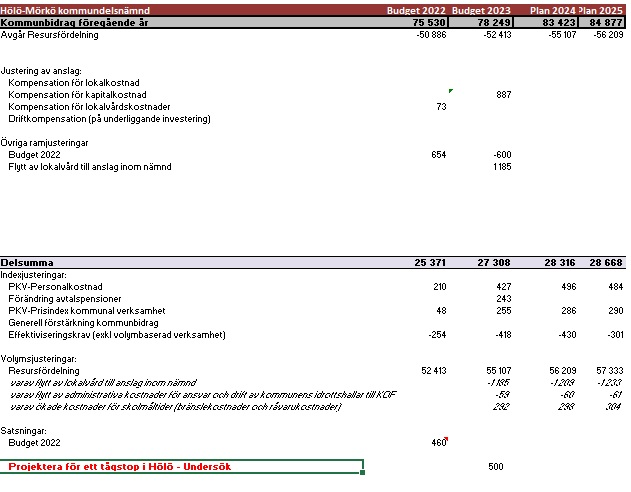 Hölö-Mörkö kommundelsnämnd Budget 2022 Budget 2023 Plan 2024 Plan 2025
Kommunbidrag föregående år 75 530 78 249 83 423 84 877
Avgår Resursfördelning -50 886 -52 413 -55 107 -56 209
Justering av anslag:
Kompensation för lokalkostnad
Kompensation för kapitalkostnad 887
Kompensation för lokalvårdskostnader 73
Driftkompensation (på underliggande investering)
Övriga ramjusteringar
Budget 2022 654 -600
Flytt av lokalvård till anslag inom nämnd 1185
Delsumma 25 371 27 308 28 316 28 668
Indexjusteringar:
PKV-Personalkostnad 210 427 496 484
Förändring avtalspensioner 243
PKV-Prisindex kommunal verksamhet 48 255 286 290
Generell förstärkning kommunbidrag
Effektiviseringskrav (exkl volymbaserad verksamhet) -254 -418 -430 -301
Volymsjusteringar:
Resursfördelning 52 413 55 107 56 209 57 333
varav flytt av lokalvård till anslag inom nämnd -1185 -1209 -1233
varav flytt av administrativa kostnader för ansvar och drift av kommunens idrottshallar till KOF -59 -60 -61
varav ökade kostnader för skolmåltider (bränslekostnader och råvarukostnader) 292 298 304
Satsningar:
Budget 2022 460
Projektera för ett tågstop i Hölö - Undersök 500